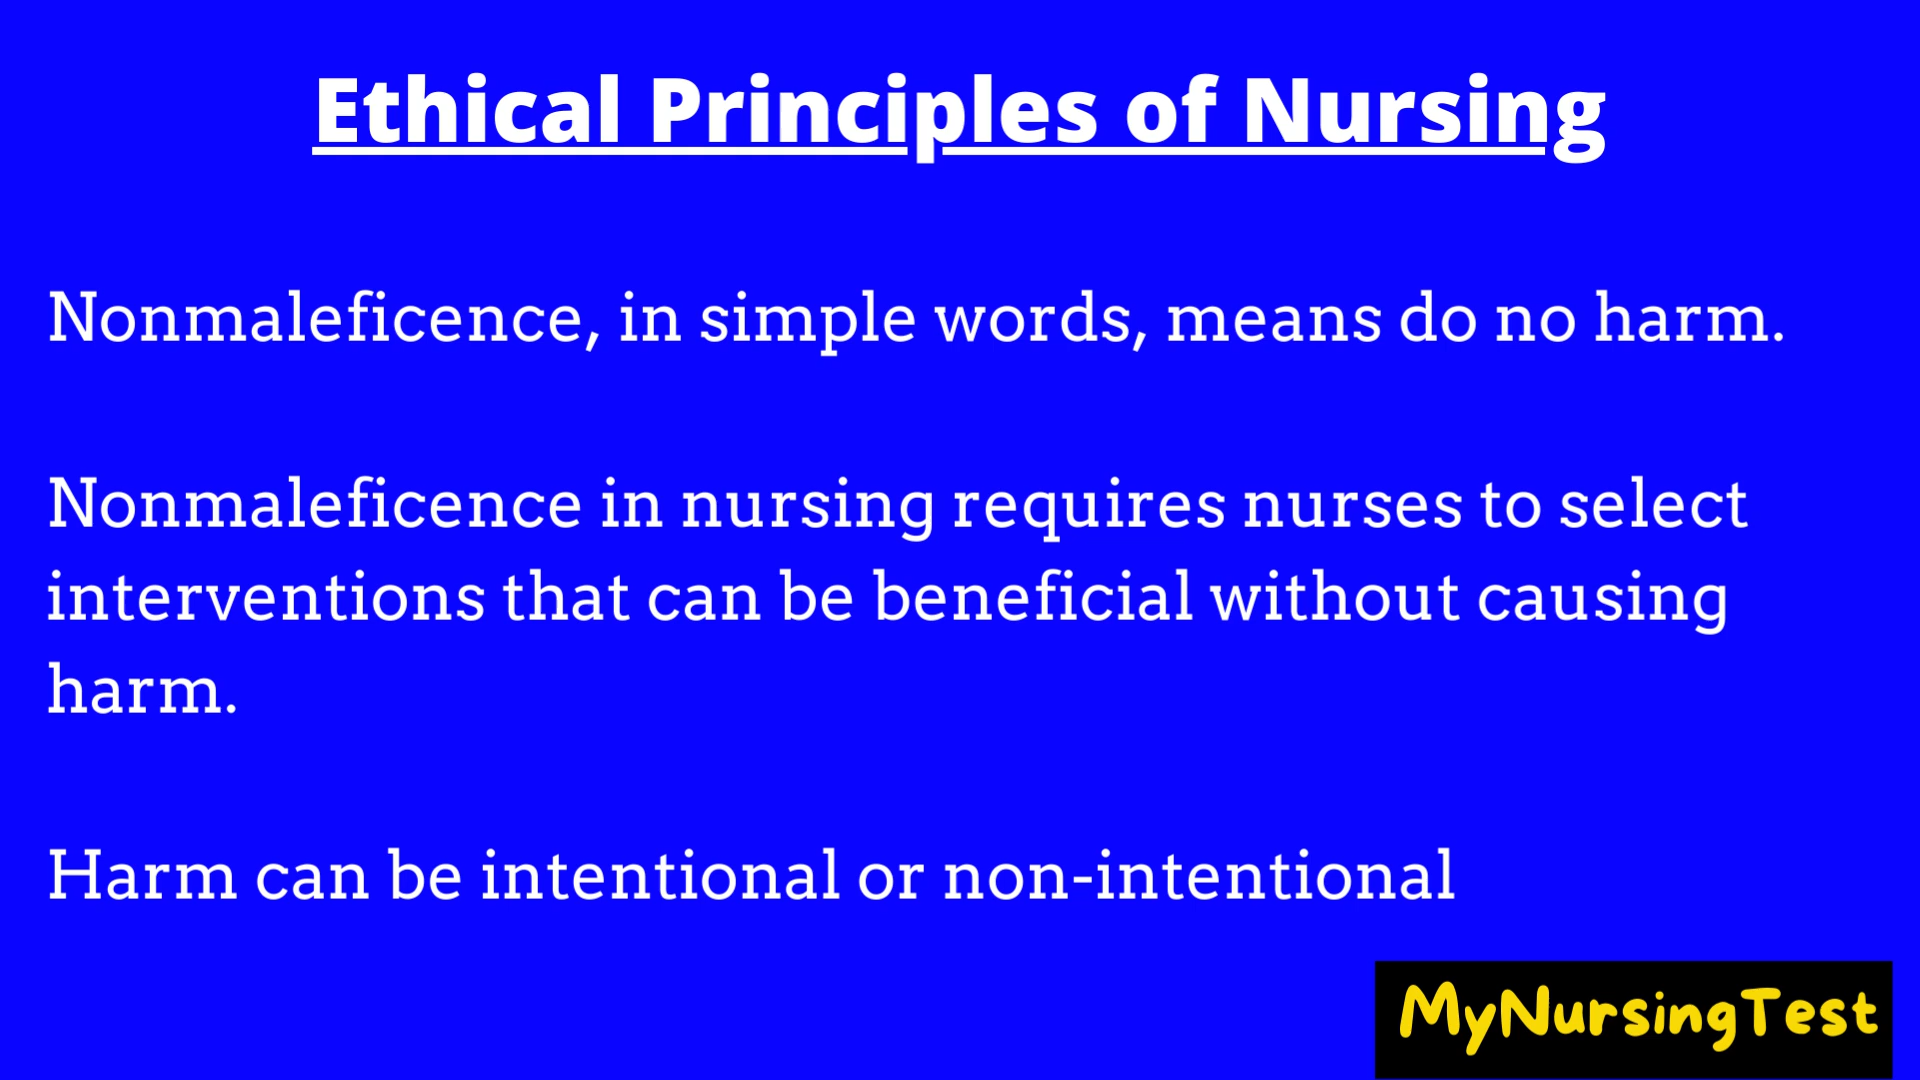 Ethical Principles of Nursing
Nonmaleficence, in simple words, means do no harm.
Nonmaleficence in nursing requires nurses to select
interventions that can be beneficial without causing
harm.
Harm can be intentional or non-intentional
MyNursingTest